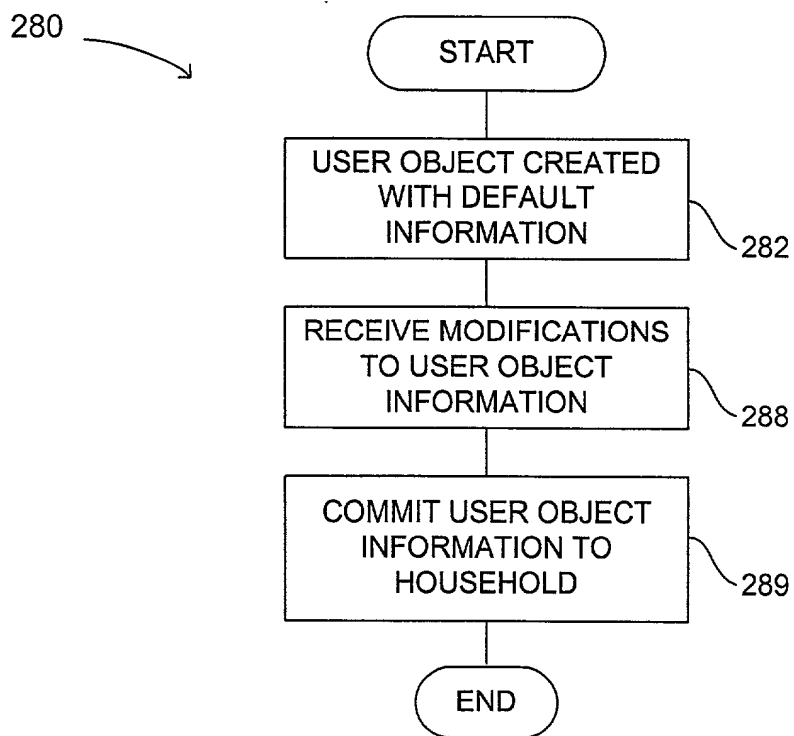 280
START
USER OBJECT CREATED
WITH DEFAULT
INFORMATION
282
RECEIVE MODIFICATIONS
TO USER OBJECT
INFORMATION
288
COMMIT USER OBJECT
INFORMATION TO
HOUSEHOLD
289
END